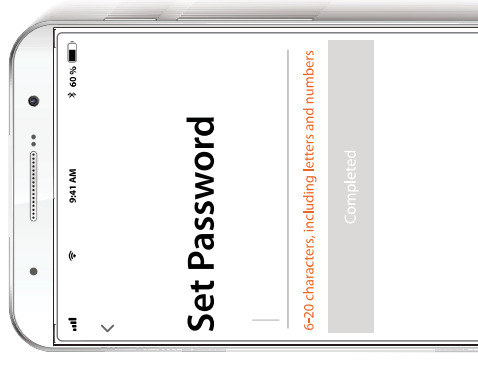 9:41 AM 60 %
Set Password
6-20 characters, including letters and numbers
Completed